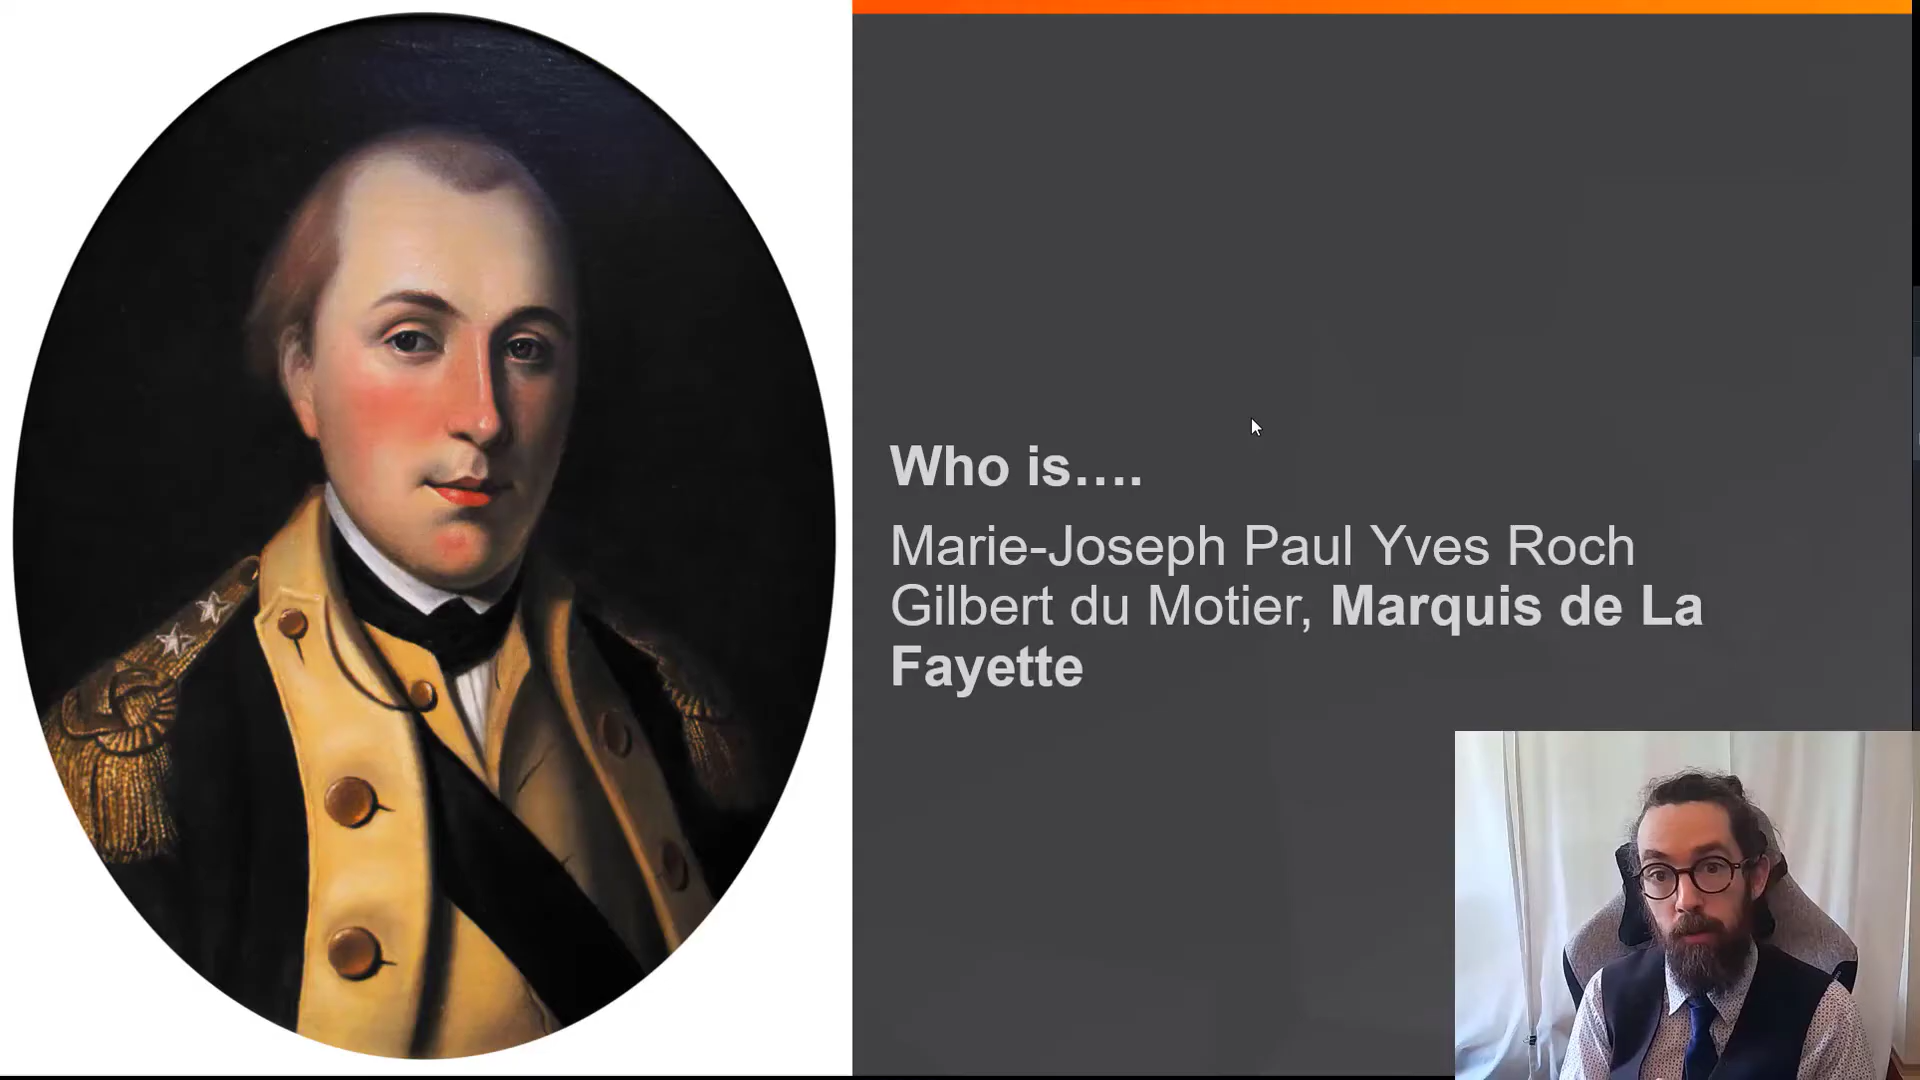 Who is....
Marie-Joseph Paul Yves Roch
Gilbert du Motier, Marquis de La
Fayette